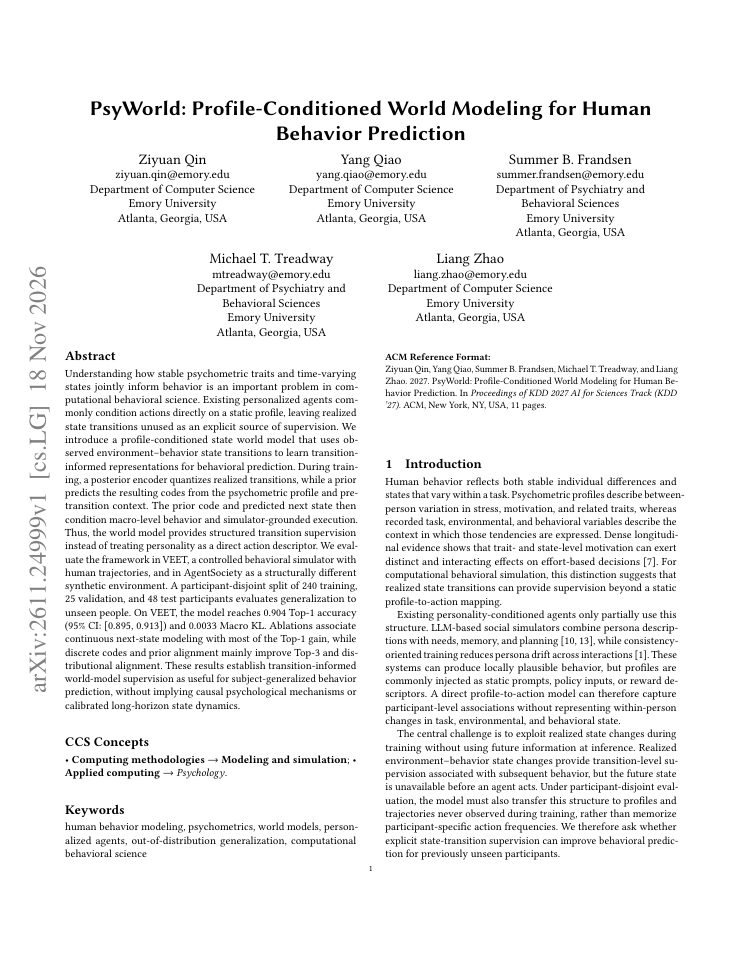 PsyWorld: Profile-Conditioned World Modeling for Human
Behavior Prediction
Ziyuan Qin
ziyuan.qin@emory.edu
Department of Computer Science
Emory University
Atlanta, Georgia, USA
Yang Qiao
yang.qiao@emory.edu
Department of Computer Science
Emory University
Atlanta, Georgia, USA
Summer B. Frandsen
summer.frandsen@emory.edu
Department of Psychiatry and
Behavioral Sciences
Emory University
Atlanta, Georgia, USA
Michael T. Treadway
mtreadway@emory.edu
Department of Psychiatry and
Behavioral Sciences
Emory University
Atlanta, Georgia, USA
Liang Zhao
liang.zhao@emory.edu
Department of Computer Science
Emory University
Atlanta, Georgia, USA
arXiv:2611.24999v1 [cs.LG] 18 Nov 2026
Abstract
Understanding how stable psychometric traits and time-varying
states jointly inform behavior is an important problem in com-
putational behavioral science. Existing personalized agents com-
monly condition actions directly on a static profile, leaving realized
state transitions unused as an explicit source of supervision. We
introduce a profile-conditioned state world model that uses ob-
served environment–behavior state transitions to learn transition-
informed representations for behavioral prediction. During train-
ing, a posterior encoder quantizes realized transitions, while a prior
predicts the resulting codes from the psychometric profile and pre-
transition context. The prior code and predicted next state then
condition macro-level behavior and simulator-grounded execution.
Thus, the world model provides structured transition supervision
instead of treating personality as a direct action descriptor. We eval-
uate the framework in VEET, a controlled behavioral simulator with
human trajectories, and in AgentSociety as a structurally different
synthetic environment. A participant-disjoint split of 240 training,
25 validation, and 48 test participants evaluates generalization to
unseen people. On VEET, the model reaches 0.904 Top-1 accuracy
(95% CI: [0.895, 0.913]) and 0.0033 Macro KL. Ablations associate
continuous next-state modeling with most of the Top-1 gain, while
discrete codes and prior alignment mainly improve Top-3 and dis-
tributional alignment. These results establish transition-informed
world-model supervision as useful for subject-generalized behavior
prediction, without implying causal psychological mechanisms or
calibrated long-horizon state dynamics.
CCS Concepts
• Computing methodologies → Modeling and simulation; •
Applied computing → Psychology.
Keywords
human behavior modeling, psychometrics, world models, person-
alized agents, out-of-distribution generalization, computational
behavioral science
ACM Reference Format:
Ziyuan Qin, Yang Qiao, Summer B. Frandsen, Michael T. Treadway, and Liang
Zhao. 2027. PsyWorld: Profile-Conditioned World Modeling for Human Be-
havior Prediction. In Proceedings of KDD 2027 AI for Sciences Track (KDD
'27). ACM, New York, NY, USA, 11 pages.
1 Introduction
Human behavior reflects both stable individual differences and
states that vary within a task. Psychometric profiles describe between-
person variation in stress, motivation, and related traits, whereas
recorded task, environmental, and behavioral variables describe the
context in which those tendencies are expressed. Dense longitudi-
nal evidence shows that trait- and state-level motivation can exert
distinct and interacting effects on effort-based decisions [7]. For
computational behavioral simulation, this distinction suggests that
realized state transitions can provide supervision beyond a static
profile-to-action mapping.
Existing personality-conditioned agents only partially use this
structure. LLM-based social simulators combine persona descrip-
tions with needs, memory, and planning [10, 13], while consistency-
oriented training reduces persona drift across interactions [1]. These
systems can produce locally plausible behavior, but profiles are
commonly injected as static prompts, policy inputs, or reward de-
scriptors. A direct profile-to-action model can therefore capture
participant-level associations without representing within-person
changes in task, environmental, and behavioral state.
The central challenge is to exploit realized state changes during
training without using future information at inference. Realized
environment–behavior state changes provide transition-level su-
pervision associated with subsequent behavior, but the future state
is unavailable before an agent acts. Under participant-disjoint eval-
uation, the model must also transfer this structure to profiles and
trajectories never observed during training, rather than memorize
participant-specific action frequencies. We therefore ask whether
explicit state-transition supervision can improve behavioral predic-
tion for previously unseen participants.
1